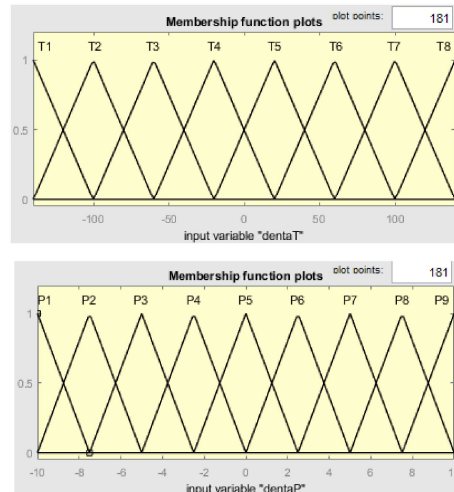 Membership function plots plot points: 181
T1 T2 T3 T4 T5 T6 T7 T8
1
0.5
0
-100 -50 0 50 100
input variable "dentaT"
Membership function plots plot points: 181
P1 P2 P3 P4 P5 P6 P7 P8 P9
1
0.5
0
-10 -8 -6 -4 -2 0 2 4 6 8 10
input variable "dentaP"